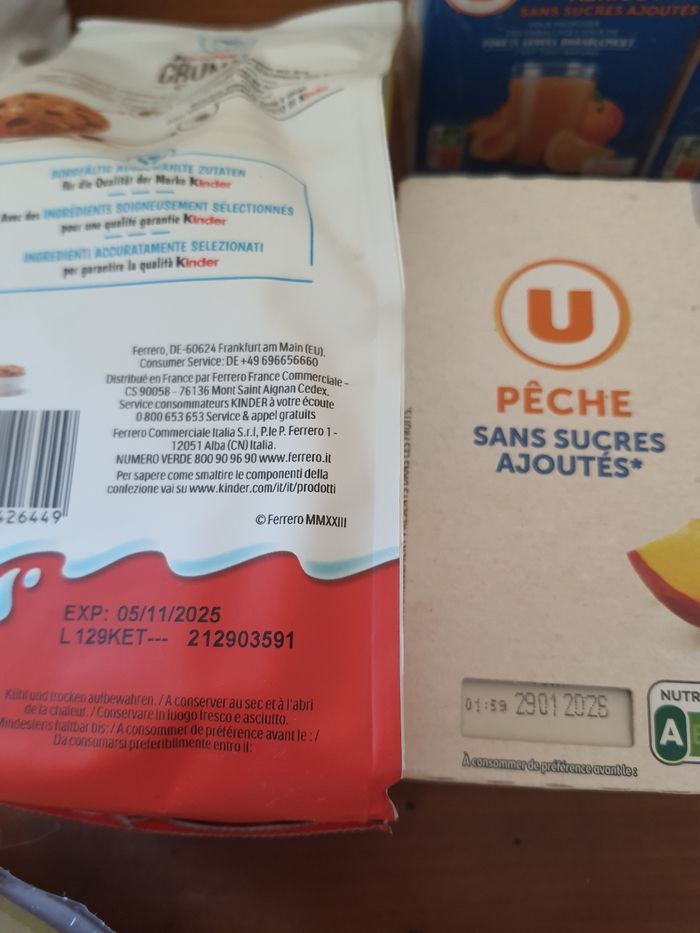 SANS SUCRES AJOUTÉS
CRUN
SORGFÄLTIG AUSGEWÄHLTE ZUTATEN
für die Qualität der Marke Kinder
Avec des INGRÉDIENTS SOIGNEUSEMENT SÉLECTIONNÉS
pour une qualité garantie Kinder
INGREDIENTI ACCURATAMENTE SELEZIONATI
per garantire la qualità Kinder
Ferrero, DE-60624 Frankfurt am Main (EU).
Consumer Service: DE +49 696656660
Distribué en France par Ferrero France Commerciale -
CS 90058 - 76136 Mont Saint Aignan Cedex.
Service consommateurs KINDER à votre écoute
0 800 653 653 Service & appel gratuits
Ferrero Commerciale Italia S.r.l, P.le P. Ferrero 1 -
12051 Alba (CN) Italia.
NUMERO VERDE 800 90 96 90 www.ferrero.it
Per sapere come smaltire le componenti della
confezione vai su www.kinder.com/it/it/prodotti
426449
© Ferrero MMXXIII
EXP: 05/11/2025
L129KET--- 212903591
Kühl und trocken aufbewahren. / A conserver au sec et à l'abri
de la chaleur. / Conservare in luogo fresco e asciutto.
Mindestens haltbar bis: / A consommer de préférence avant le : /
Da consumarsi preferibilmente entro il:
U
PÊCHE
SANS SUCRES
AJOUTÉS*
01:59 29 01 2026
À consommer de préférence avant le :
NUTR
A